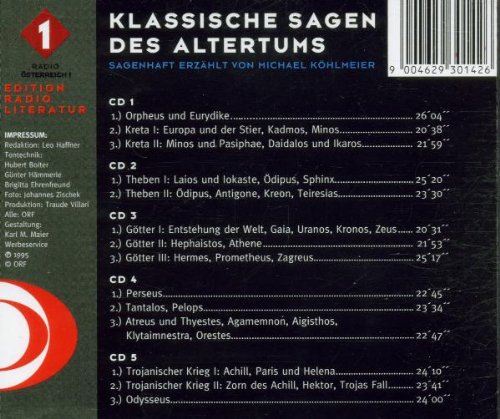 1
RADIO
ÖSTERREICH 1
EDITION
RADIO
LITERATUR
IMPRESSUM:
Redaktion: Leo Haffner
Tontechnik:
Hubert Boiter
Günter Hämmerle
Brigitta Ehrenfreund
Foto: Johannes Zischek
Produktion: Traude Villari
Alle: ORF
Gestaltung:
Karl M. Maier
Werbeservice
℗ 1995
© ORF
KLASSISCHE SAGEN
DES ALTERTUMS
SAGENHAFT ERZÄHLT VON MICHAEL KÖHLMEIER
9 004629 301426
CD 1
1.) Orpheus und Eurydike 26´04´´
2.) Kreta I: Europa und der Stier, Kadmos, Minos 20´38´´
3.) Kreta II: Minos und Pasiphae, Daidalos und Ikaros 21´59´´
CD 2
1.) Theben I: Laios und Iokaste, Ödipus, Sphinx 25´20´´
2.) Theben II: Ödipus, Antigone, Kreon, Teiresias 23´30´´
CD 3
1.) Götter I: Entstehung der Welt, Gaia, Uranos, Kronos, Zeus 20´31´´
2.) Götter II: Hephaistos, Athene 21´53´´
3.) Götter III: Hermes, Prometheus, Zagreus 25´17´´
CD 4
1.) Perseus 22´45´´
2.) Tantalos, Pelops 23´34´´
3.) Atreus und Thyestes, Agamemnon, Aigisthos,
Klytaimnestra, Orestes 22´47´´
CD 5
1.) Trojanischer Krieg I: Achill, Paris und Helena 24´10´´
2.) Trojanischer Krieg II: Zorn des Achill, Hektor, Trojas Fall 23´41´´
3.) Odysseus 24´00´´